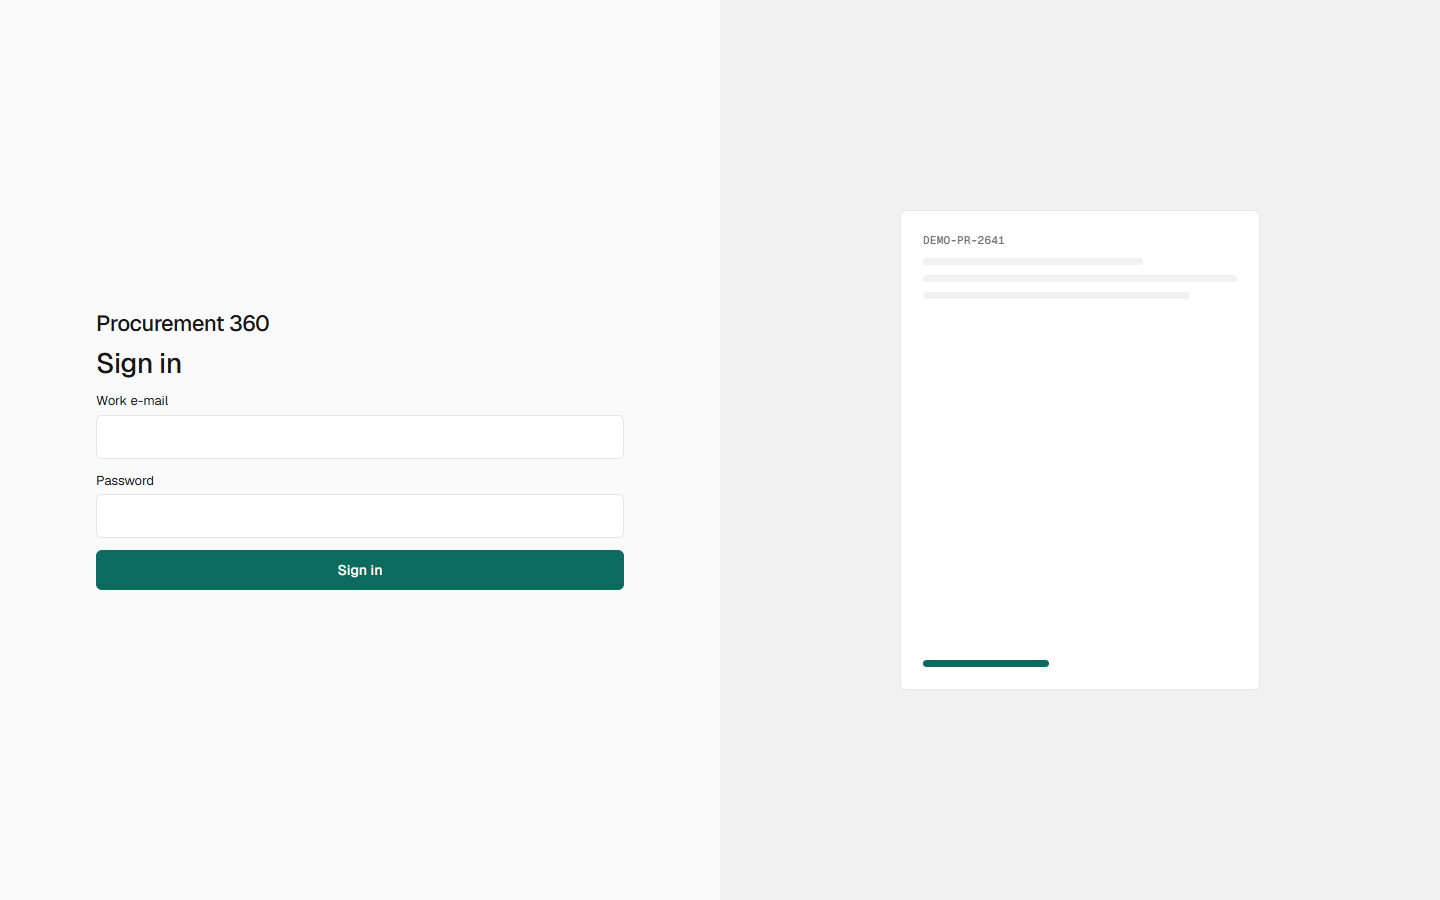 Procurement 360
Sign in
Work e-mail
Password
Sign in
DEMO-PR-2641